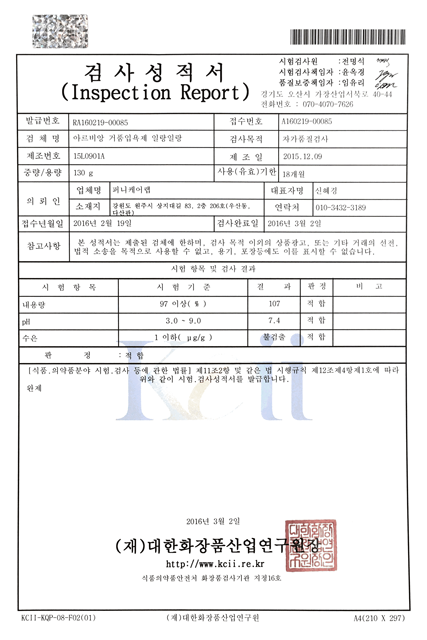 시험검사원 : 전명석
검사성적서
시험검사책임자 : 윤옥경
(Inspection Report)
품질보증책임자 : 임유리
경기도 오산시 가장산업서북로 40-44
전화번호 : 070-4070-7626
발급번호 RA160219-00085 접수번호 A160219-00085
검체명 아르비앙 거품입욕제 일랑일랑 검사목적 자가품질검사
제조번호 15L0901A 제조일 2015.12.09
중량/용량 130 g 사용(유효)기한 18개월
의뢰인 업체명 퍼니케어랩 대표자명 신혜경
소재지 강원도 원주시 상지대길 83, 2층 206호(우산동, 다산관) 연락처 010-3432-3189
접수년월일 2016년 2월 19일 검사완료일 2016년 3월 2일
참고사항 본 성적서는 제출된 검체에 한하며, 검사 목적 이외의 상품광고, 또는 기타 거래의 선전,
법적 소송을 목적으로 사용할 수 없고, 용기, 포장등에도 이를 표시할 수 없습니다.
시험 항목 및 검사 결과
시험항목 시험기준 결과 판정 비고
내용량 97 이상( % ) 107 적합
pH 3.0 ~ 9.0 7.4 적합
수은 1 이하( μg/g ) 불검출 적합
판정 : 적합
[식품.의약품분야 시험.검사 등에 관한 법률] 제11조2항 및 같은 법 시행규칙 제12조제4항제1호에 따라
위와 같이 시험.검사성적서를 발급합니다.
완제
Kcii
2016년 3월 2일
(재)대한화장품산업연구원장
http://www.kcii.re.kr
식품의약품안전처 화장품검사기관 지정16호
KCII-KQP-08-F02(01) (재)대한화장품산업연구원 A4(210 X 297)